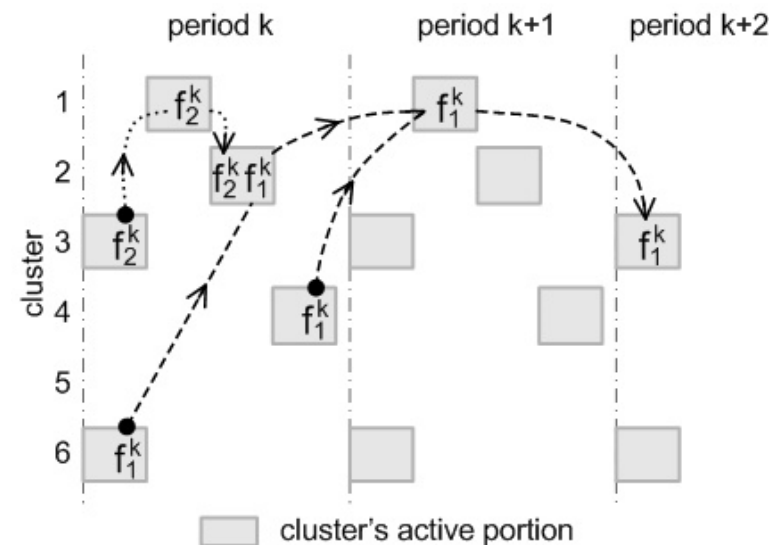 period k period k+1 period k+2
1 f₂ᵏ f₁ᵏ
2 f₂ᵏ f₁ᵏ
cluster
3 f₂ᵏ f₁ᵏ
4 f₁ᵏ
5
6 f₁ᵏ
cluster's active portion